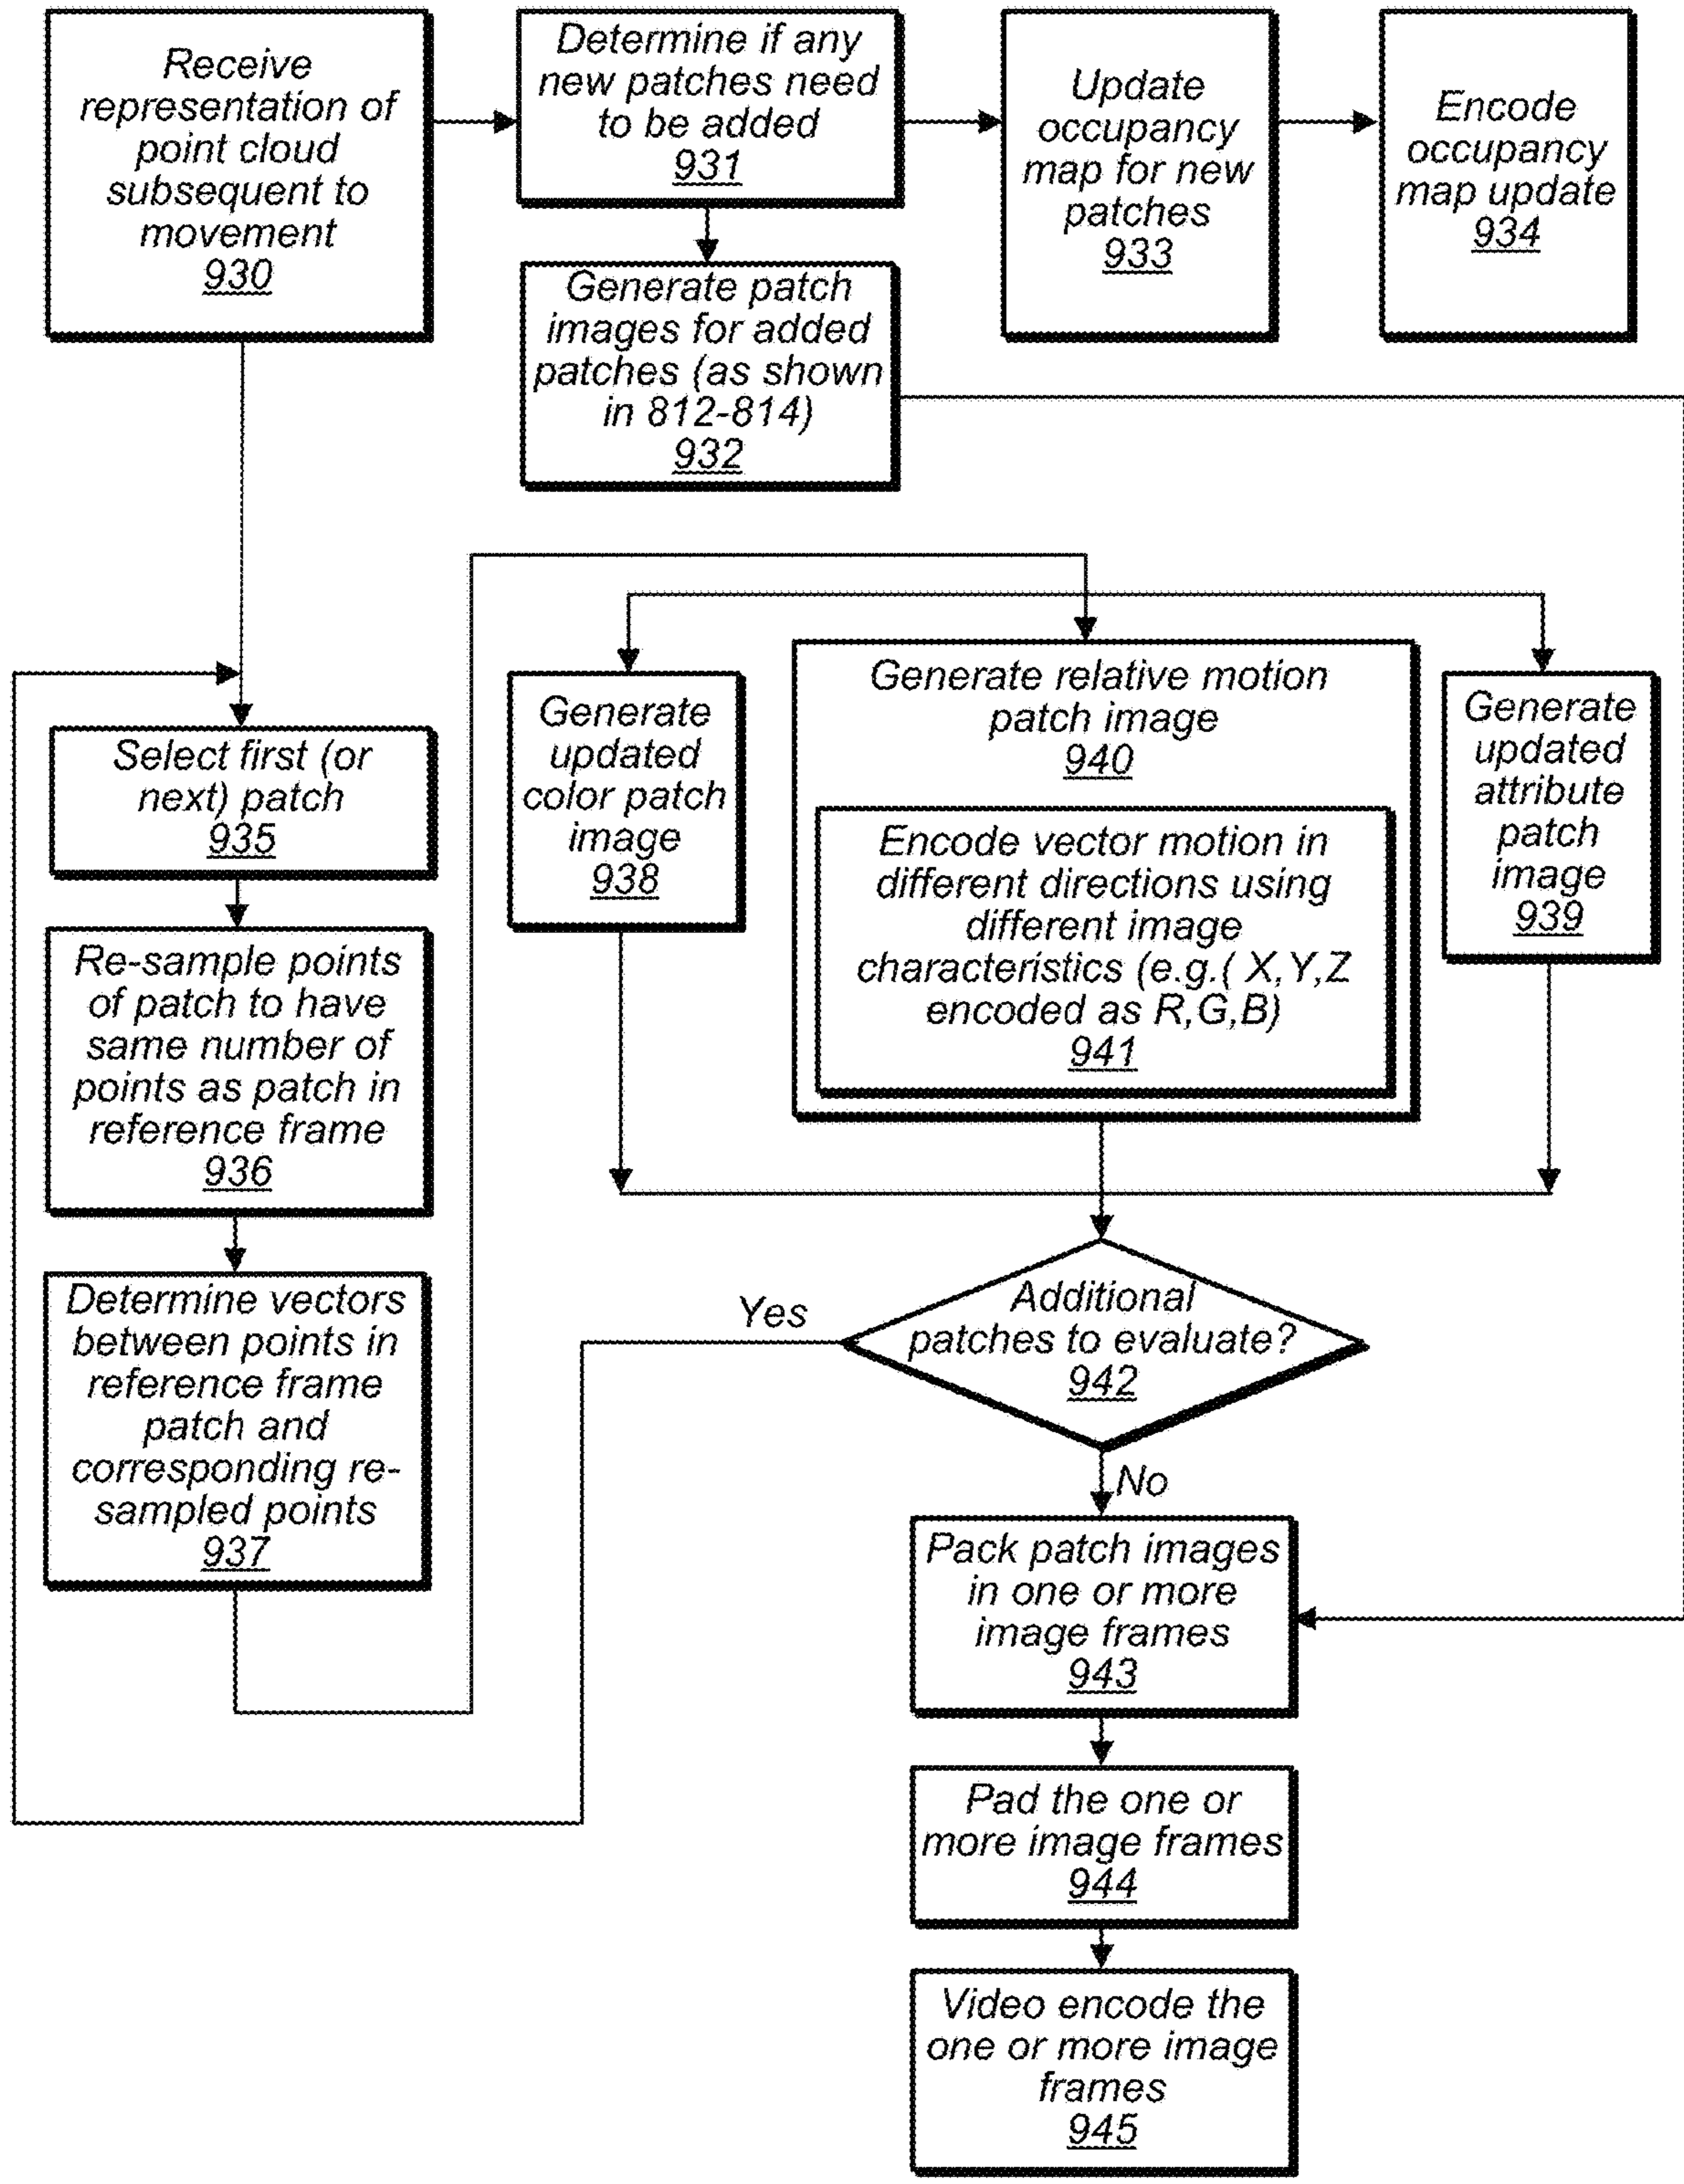 Receive
representation of
point cloud
subsequent to
movement
930
Determine if any
new patches need
to be added
931
Update
occupancy
map for new
patches
933
Encode
occupancy
map update
934
Generate patch
images for added
patches (as shown
in 812-814)
932
Select first (or
next) patch
935
Re-sample points
of patch to have
same number of
points as patch in
reference frame
936
Determine vectors
between points in
reference frame
patch and
corresponding re-
sampled points
937
Generate
updated
color patch
image
938
Generate relative motion
patch image
940
Encode vector motion in
different directions using
different image
characteristics (e.g.( X,Y,Z
encoded as R,G,B)
941
Generate
updated
attribute
patch
image
939
Additional
patches to evaluate?
942
Yes
No
Pack patch images
in one or more
image frames
943
Pad the one or
more image frames
944
Video encode the
one or more image
frames
945